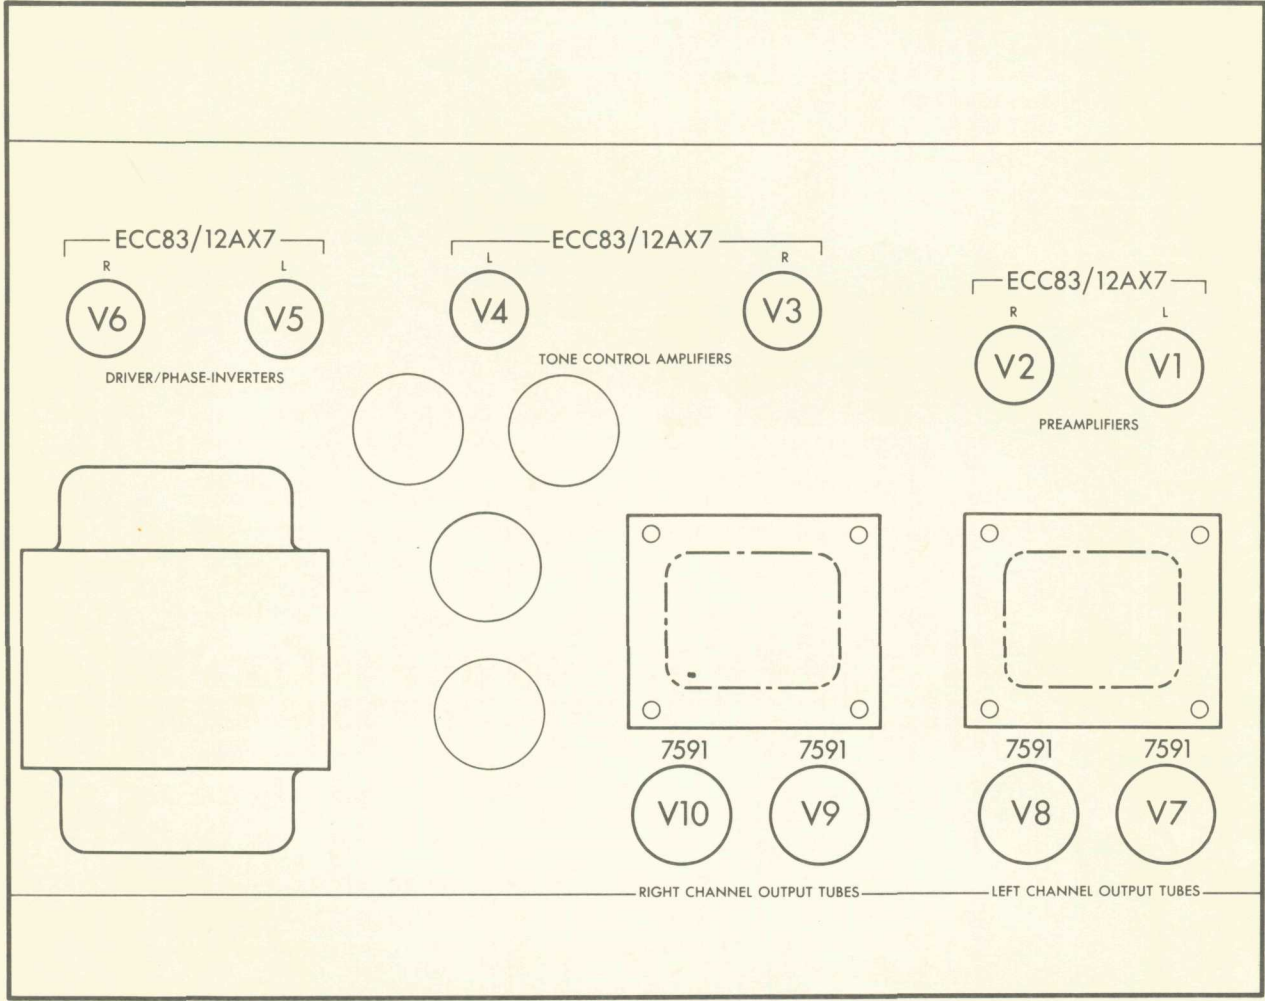 ECC83/12AX7
R
L
V6
V5
DRIVER/PHASE-INVERTERS
ECC83/12AX7
L
R
V4
V3
TONE CONTROL AMPLIFIERS
ECC83/12AX7
R
L
V2
V1
PREAMPLIFIERS
7591
7591
V10
V9
RIGHT CHANNEL OUTPUT TUBES
7591
7591
V8
V7
LEFT CHANNEL OUTPUT TUBES